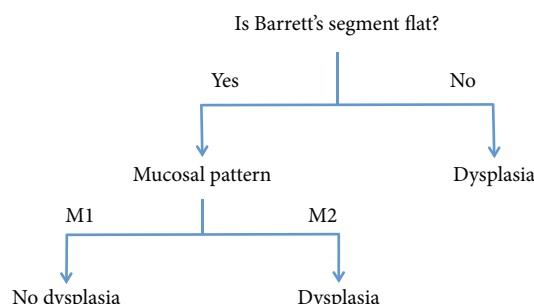 Is Barrett’s segment flat?
Yes
No
Mucosal pattern
Dysplasia
M1
M2
No dysplasia
Dysplasia